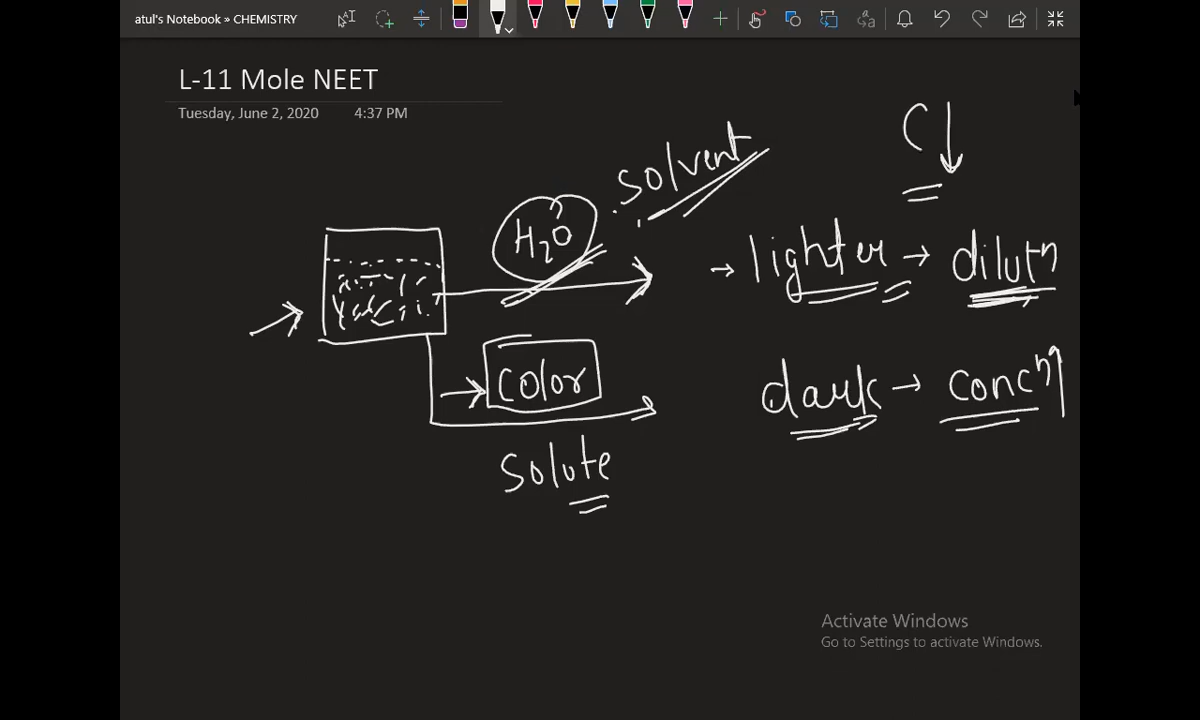 atul's Notebook » CHEMISTRY
L-11 Mole NEET
Tuesday, June 2, 2020 4:37 PM
C↓
solvent
H₂O
→ lighter → dilutⁿ
color
dark → concⁿ↑
solute
Activate Windows
Go to Settings to activate Windows.